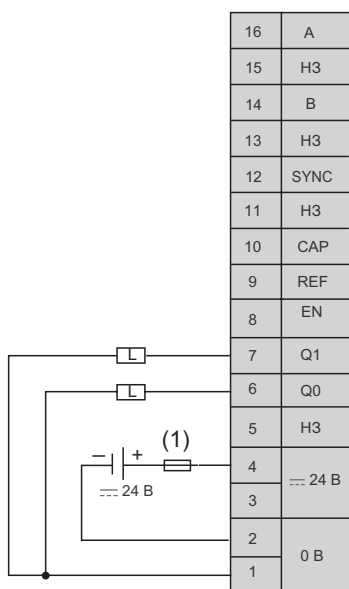 16 A
15 H3
14 B
13 H3
12 SYNC
11 H3
10 CAP
9 REF
8 EN
L 7 Q1
L 6 Q0
5 H3
(1)
– + 4
24 В
24 В
3
2
0 В
1